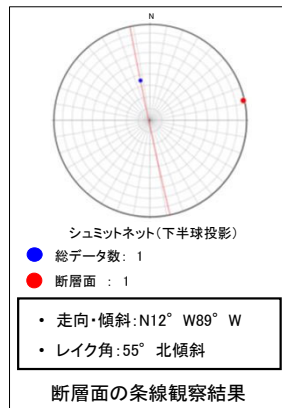 N
シュミットネット(下半球投影)
総データ数: 1
断層面 : 1
• 走向・傾斜:N12° W89° W
• レイク角:55° 北傾斜
断層面の条線観察結果